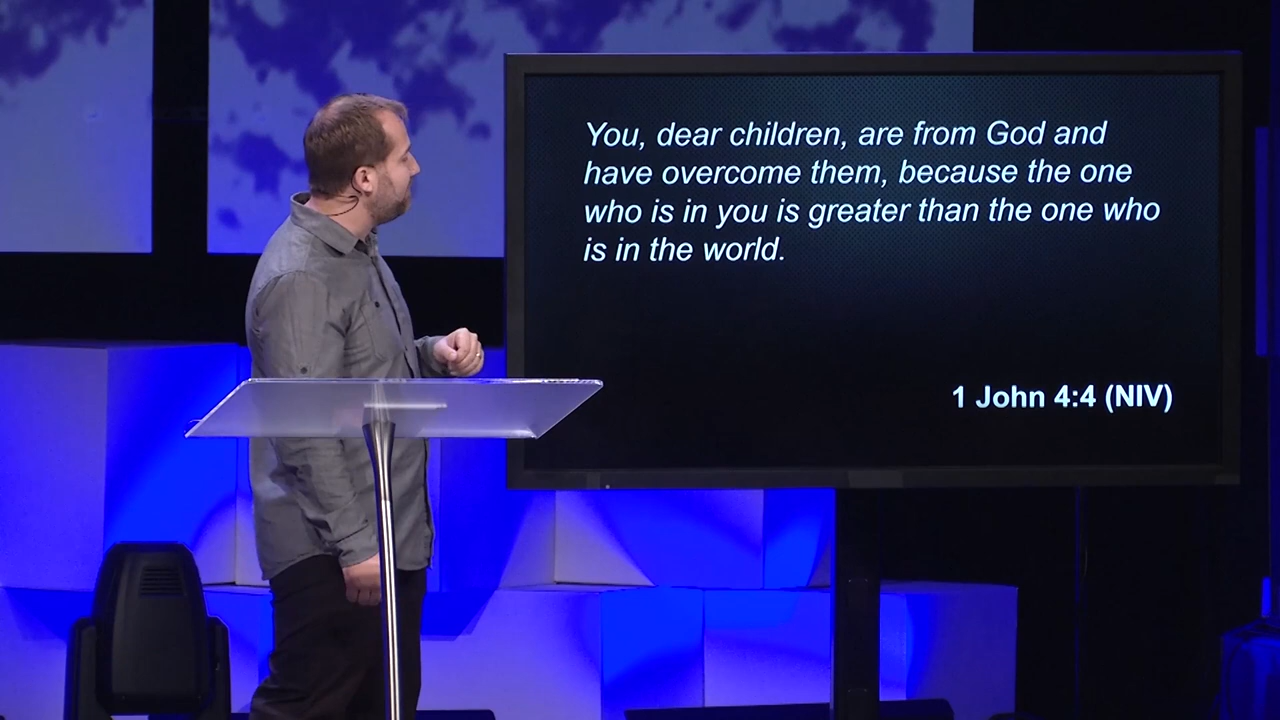 You, dear children, are from God and
have overcome them, because the one
who is in you is greater than the one who
is in the world.
1 John 4:4 (NIV)